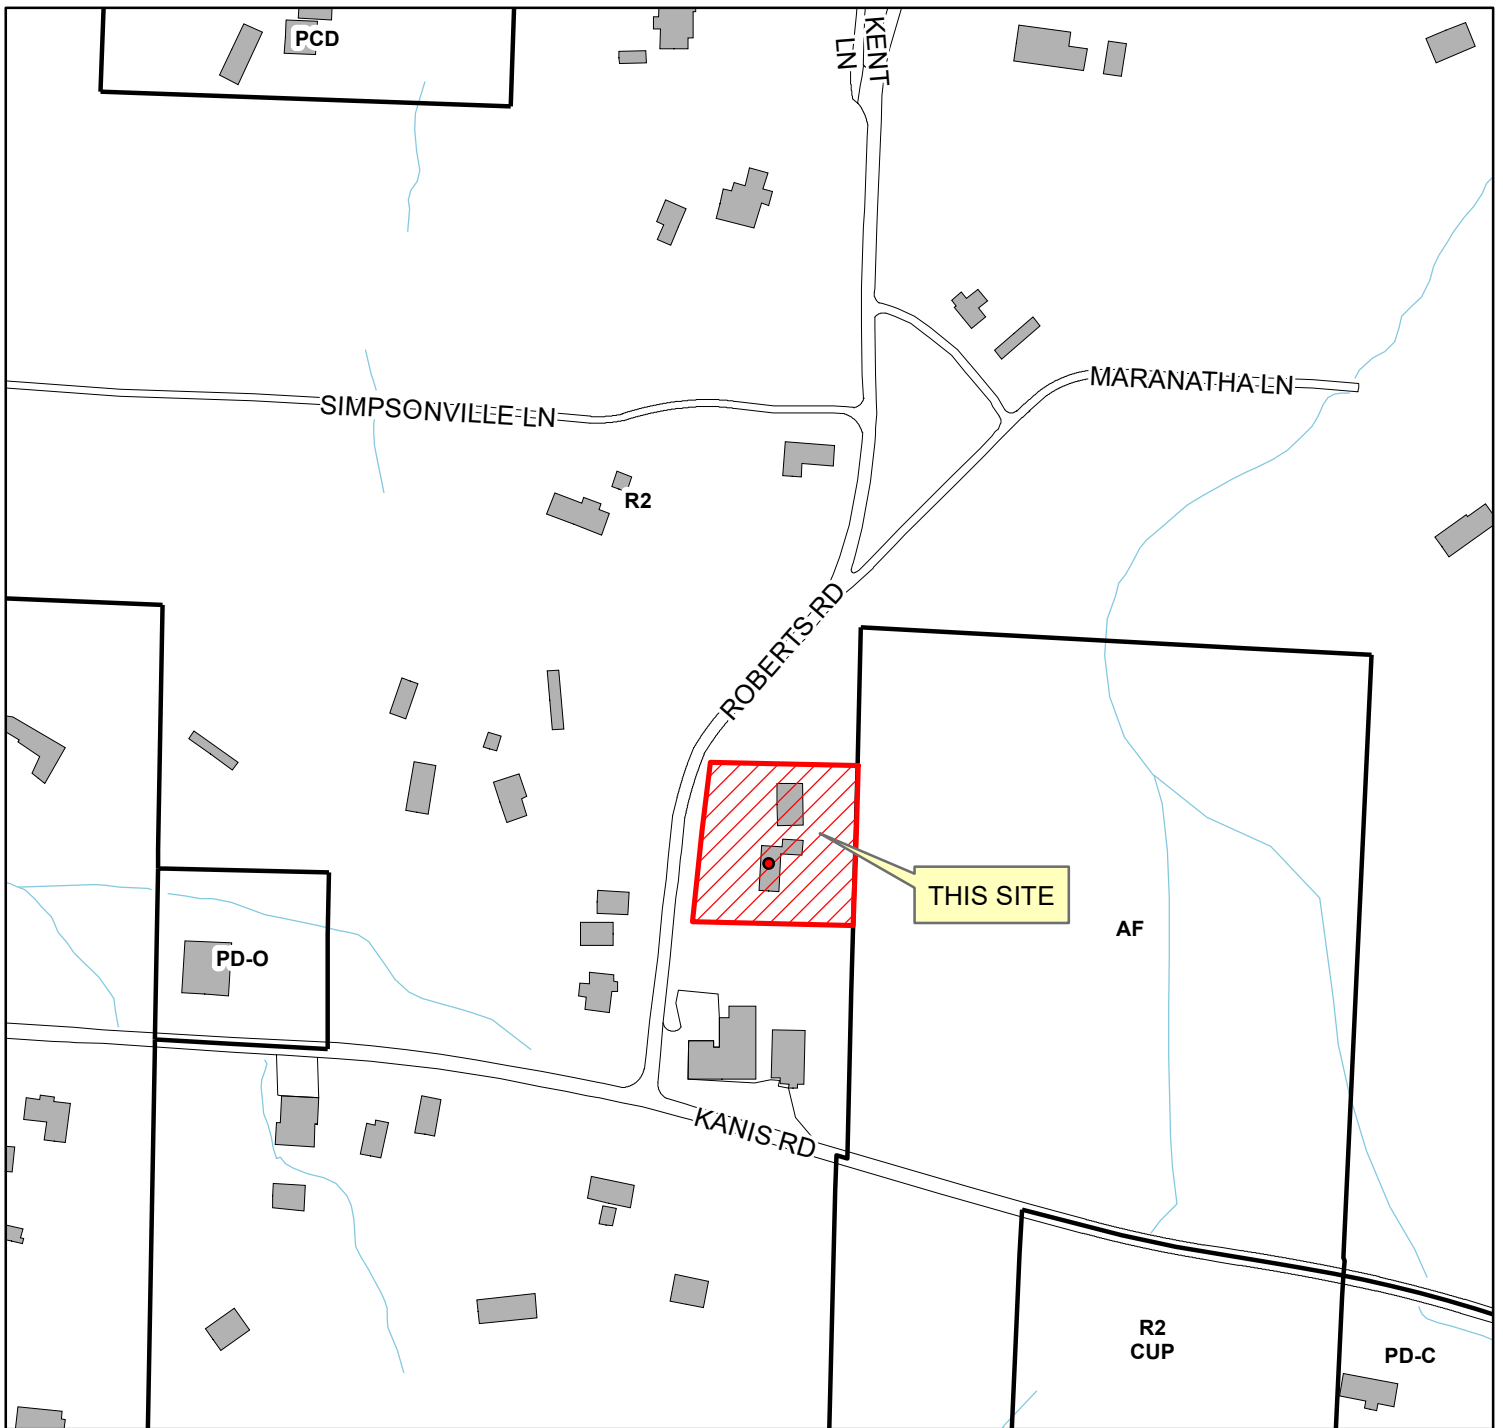 PCD
KENT
LN
MARANATHA LN
SIMPSONVILLE LN
R2
ROBERTS RD
THIS SITE
AF
PD-O
KANIS RD
R2
CUP
PD-C